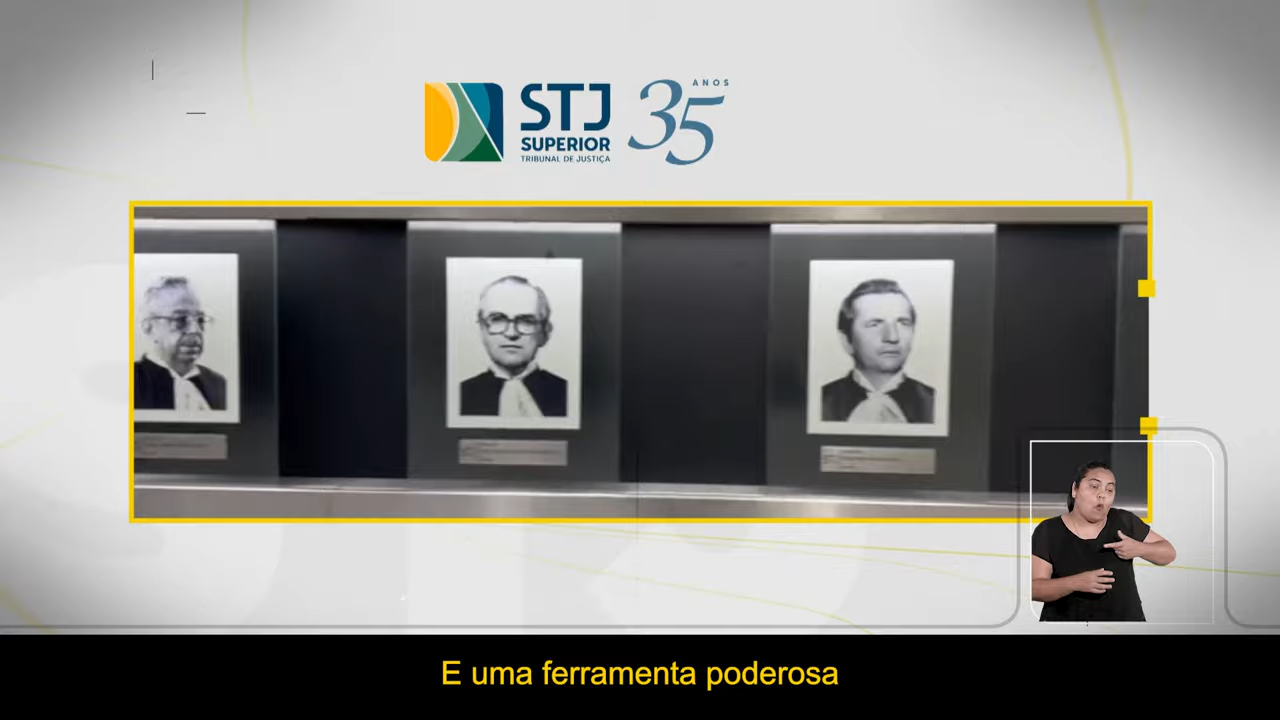 STJ
SUPERIOR
TRIBUNAL DE JUSTIÇA
35
ANOS
E uma ferramenta poderosa